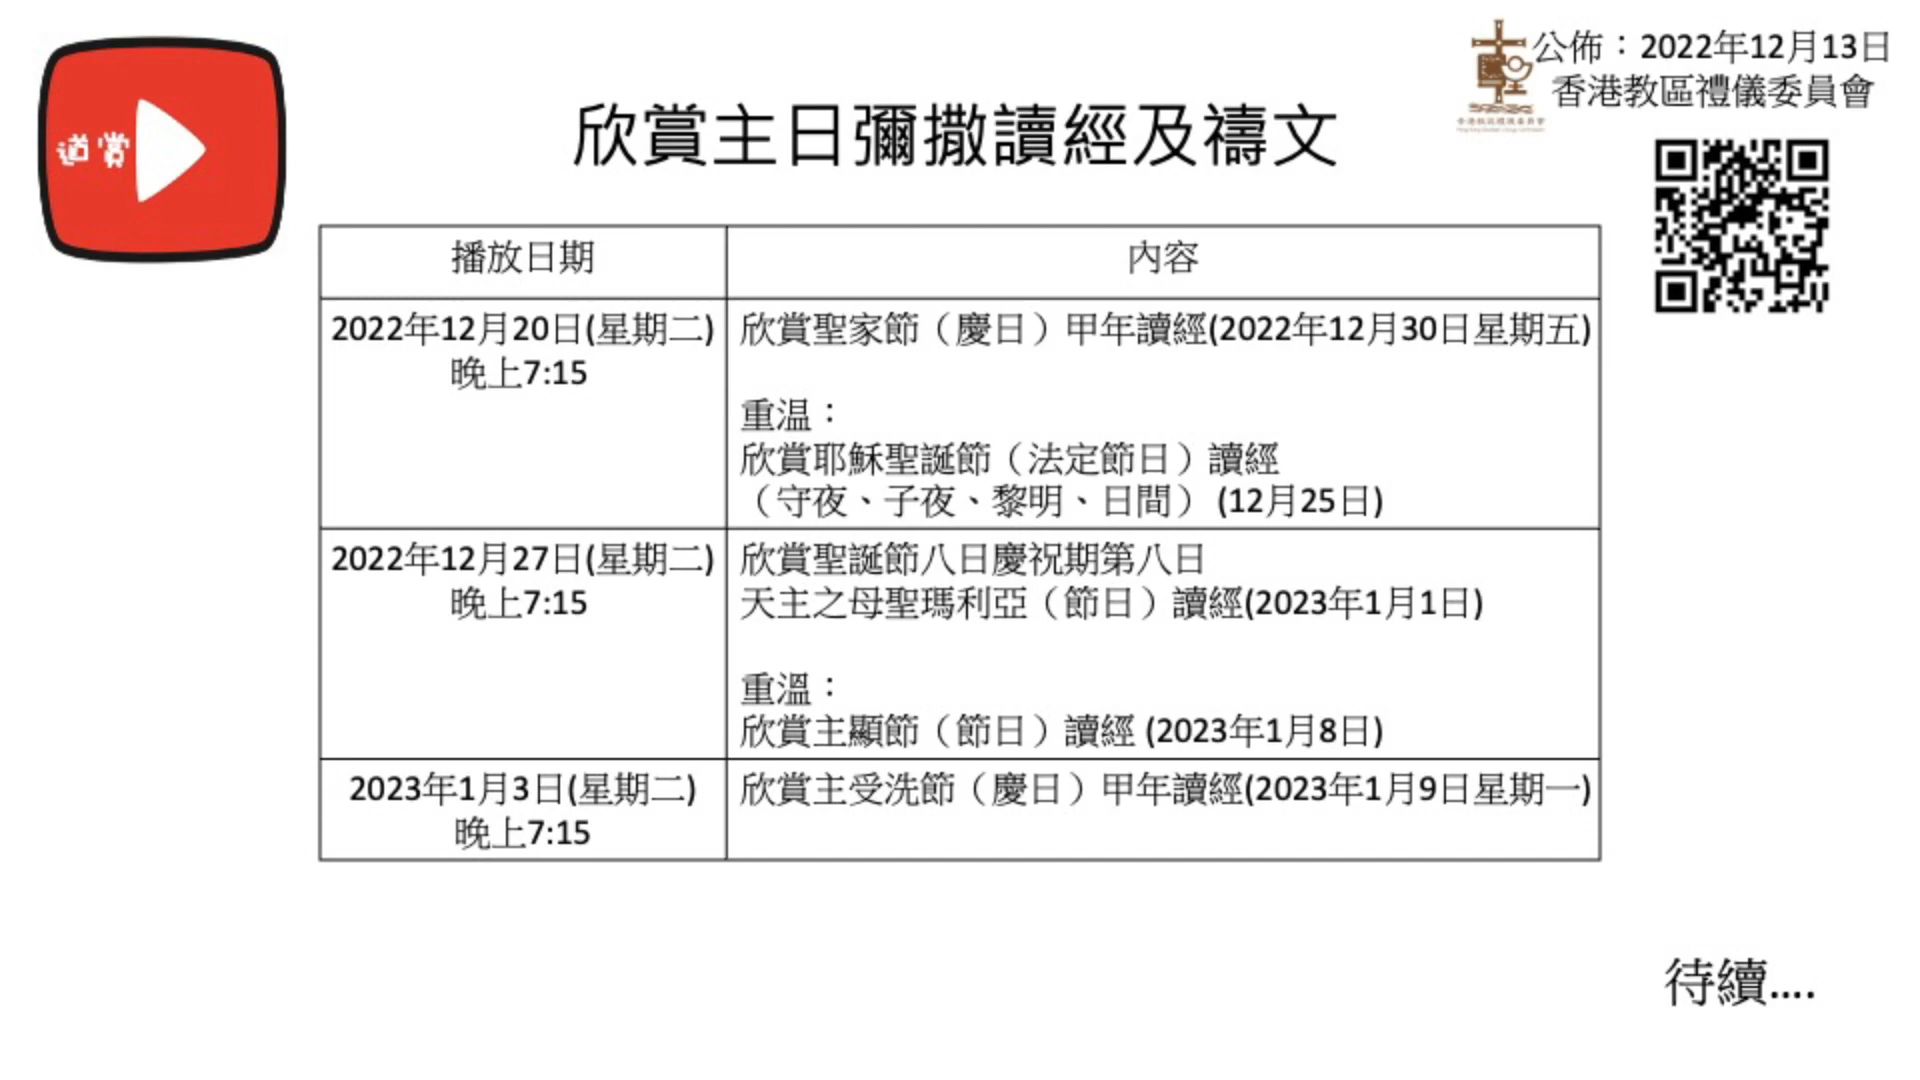 道賞
公佈：2022年12月13日
香港教區禮儀委員會
香港教區禮儀委員會
欣賞主日彌撒讀經及禱文
播放日期
內容
2022年12月20日(星期二)
晚上7:15
欣賞聖家節（慶日）甲年讀經(2022年12月30日星期五)
重温：
欣賞耶穌聖誕節（法定節日）讀經
（守夜、子夜、黎明、日間） (12月25日)
2022年12月27日(星期二)
晚上7:15
欣賞聖誕節八日慶祝期第八日
天主之母聖瑪利亞（節日）讀經(2023年1月1日)
重溫：
欣賞主顯節（節日）讀經 (2023年1月8日)
2023年1月3日(星期二)
晚上7:15
欣賞主受洗節（慶日）甲年讀經(2023年1月9日星期一)
待續....